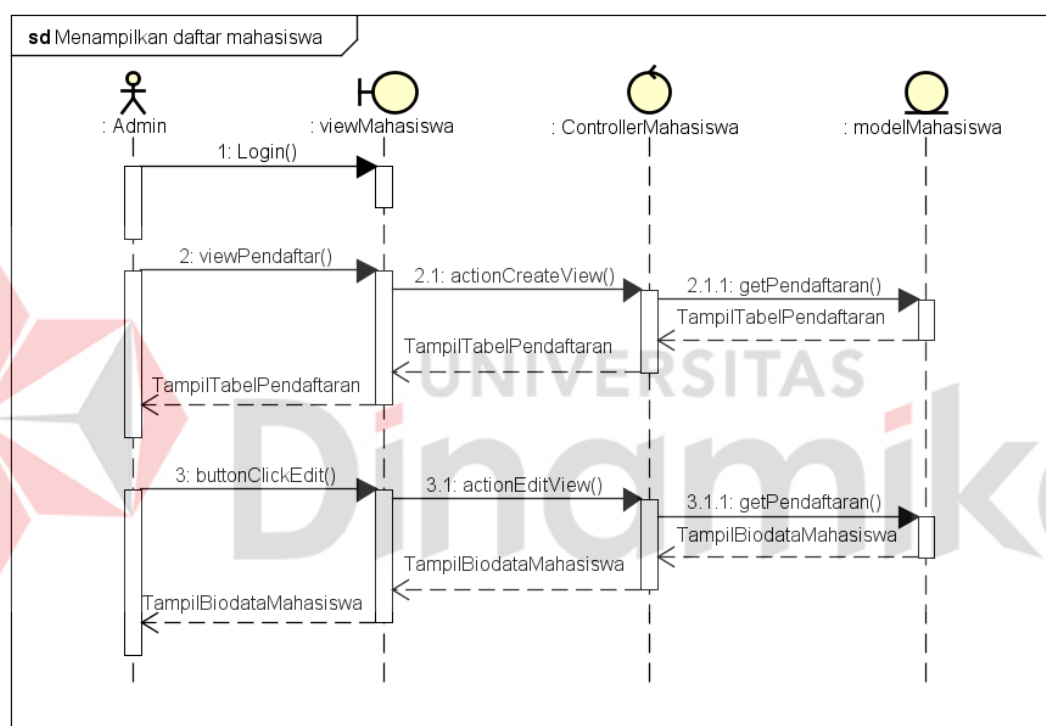 sd Menampilkan daftar mahasiswa
: Admin
: viewMahasiswa
: ControllerMahasiswa
: modelMahasiswa
1: Login()
2: viewPendaftar()
2.1: actionCreateView()
2.1.1: getPendaftaran()
TampilTabelPendaftaran
TampilTabelPendaftaran
TampilTabelPendaftaran
UNIVERSITAS
Dinamika
3: buttonClickEdit()
3.1: actionEditView()
3.1.1: getPendaftaran()
TampilBiodataMahasiswa
TampilBiodataMahasiswa
TampilBiodataMahasiswa